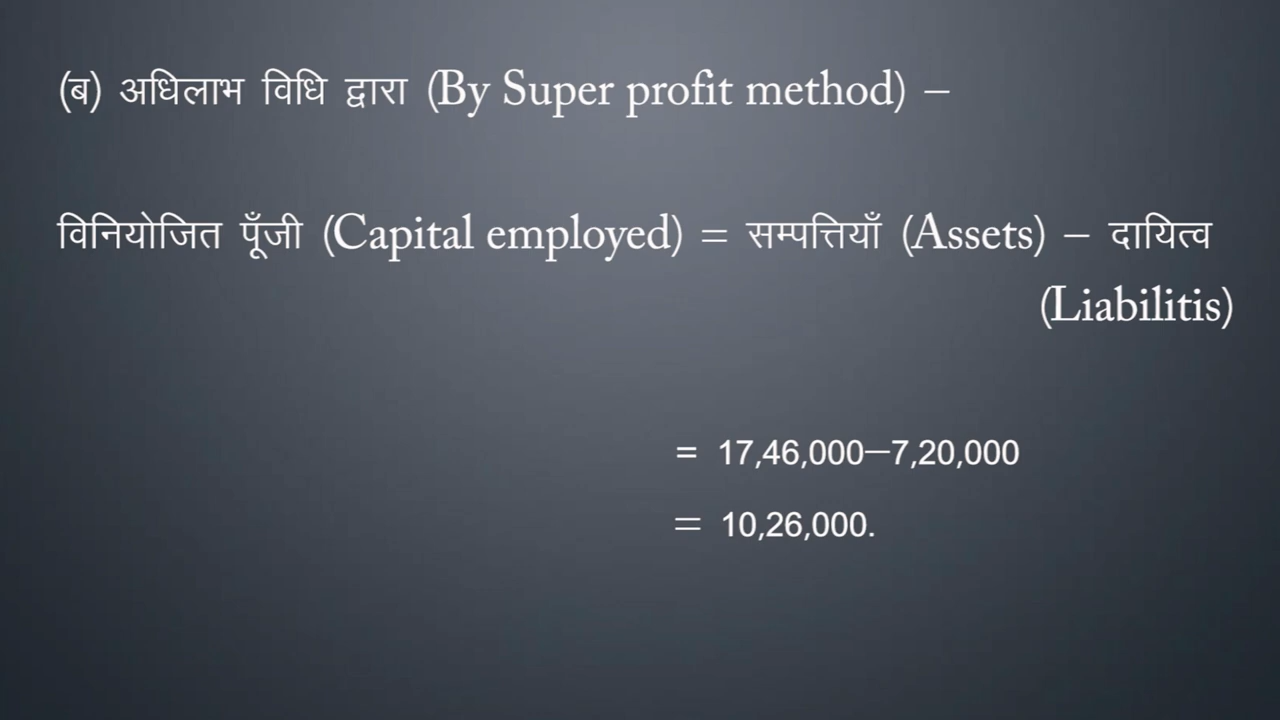 (ब) अधिलाभ विधि द्वारा (By Super profit method) –
विनियोजित पूँजी (Capital employed) = सम्पत्तियाँ (Assets) – दायित्व
(Liabilitis)
= 17,46,000–7,20,000
= 10,26,000.